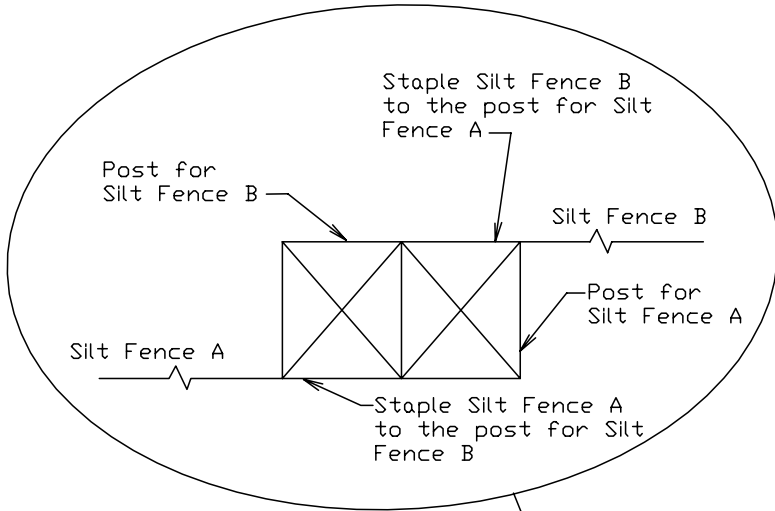 Staple Silt Fence B
to the post for Silt
Fence A
Post for
Silt Fence B
Silt Fence B
Post for
Silt Fence A
Silt Fence A
Staple Silt Fence A
to the post for Silt
Fence B